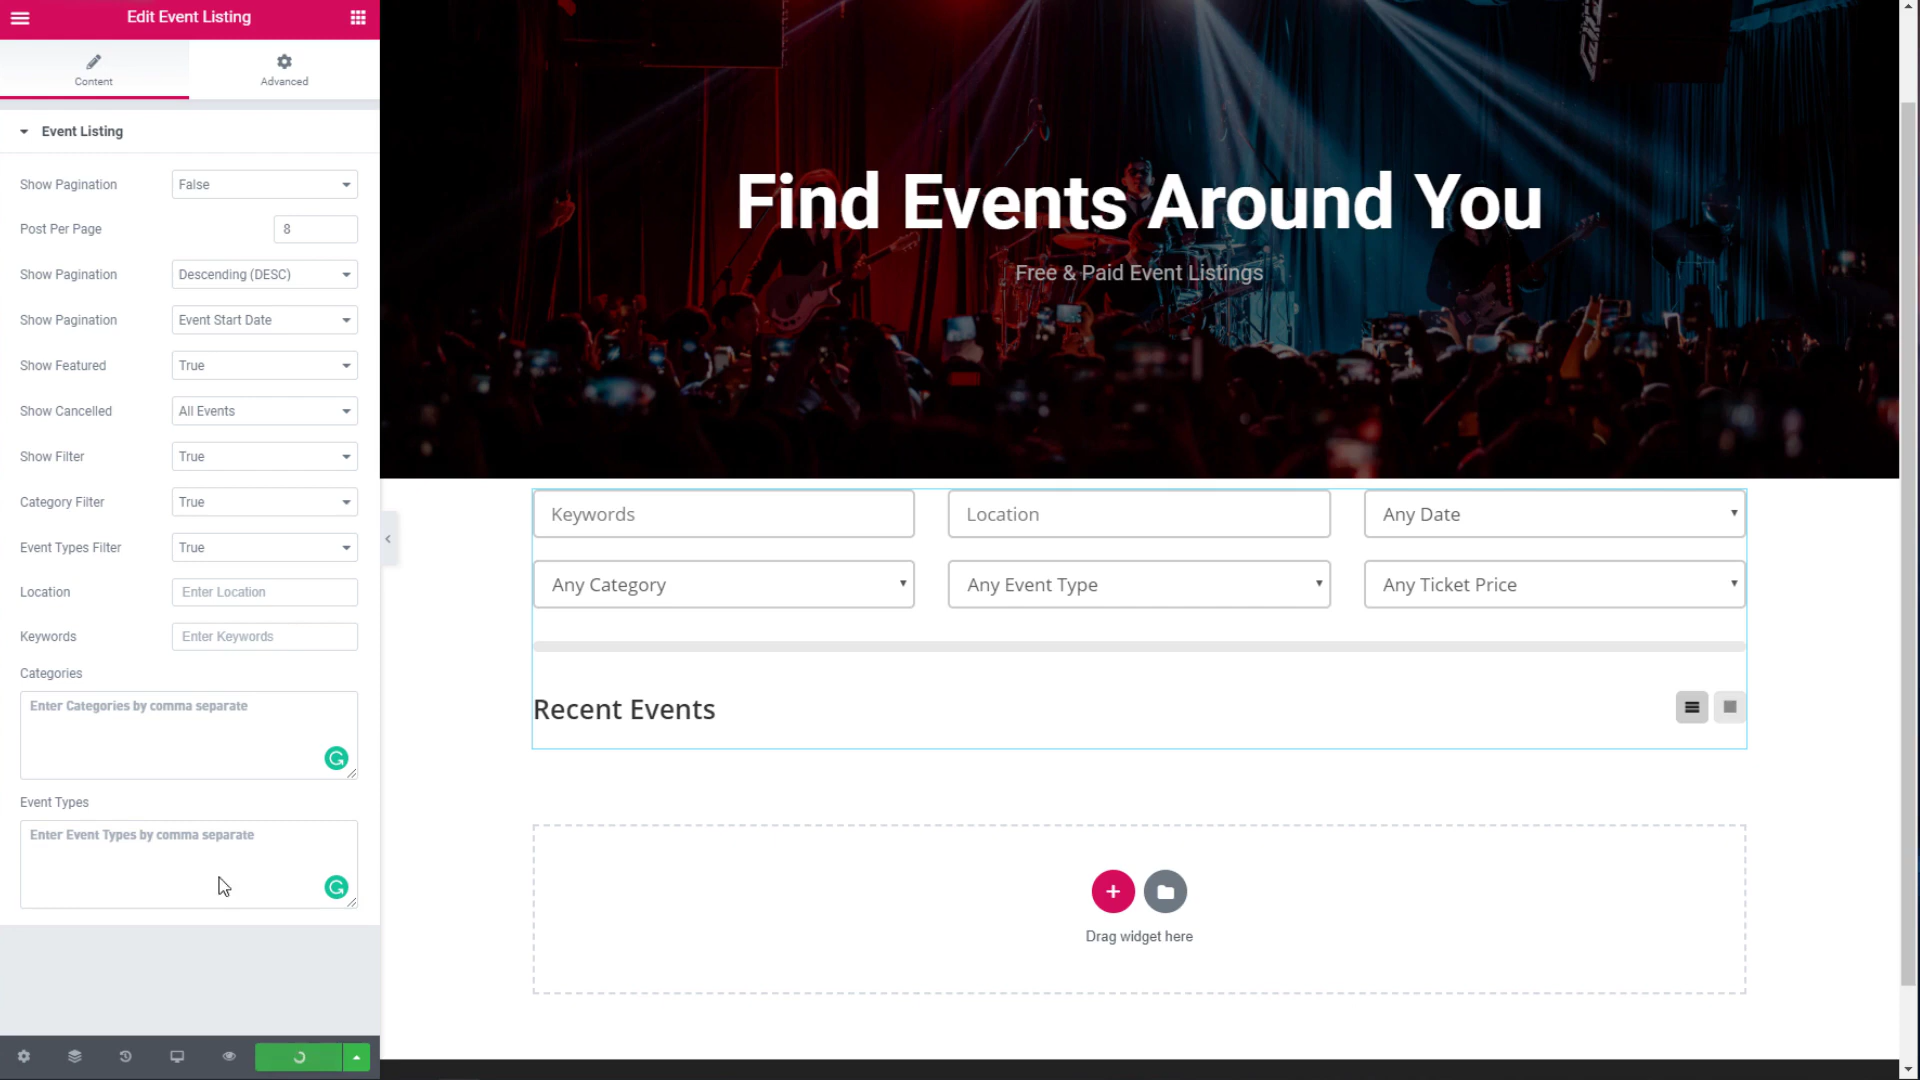 Edit Event Listing
Content
Advanced
Event Listing
Show Pagination
False
Post Per Page
8
Show Pagination
Descending (DESC)
Show Pagination
Event Start Date
Show Featured
True
Show Cancelled
All Events
Show Filter
True
Category Filter
True
Event Types Filter
True
Location
Enter Location
Keywords
Enter Keywords
Categories
Enter Categories by comma separate
Event Types
Enter Event Types by comma separate
Find Events Around You
Free & Paid Event Listings
Keywords
Location
Any Date
Any Category
Any Event Type
Any Ticket Price
Recent Events
Drag widget here